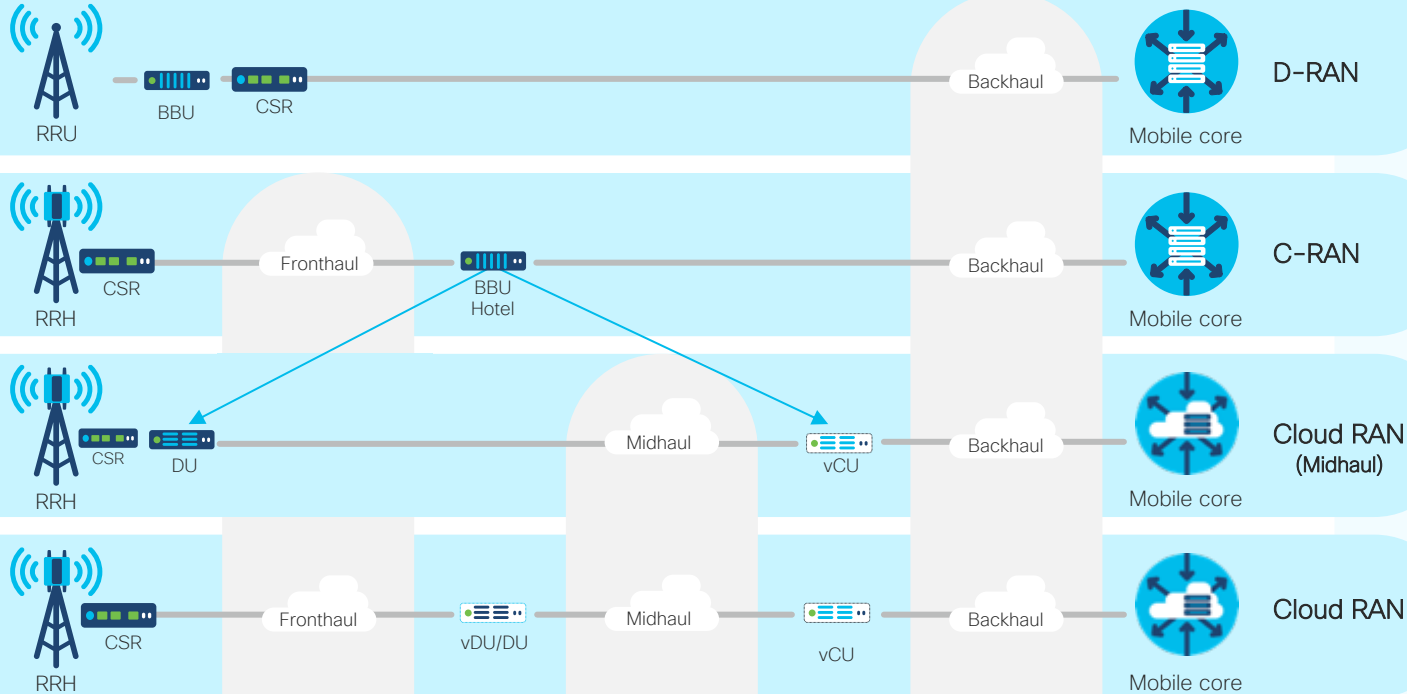 RRU
BBU
CSR
Backhaul
Mobile core
D-RAN
RRH
CSR
Fronthaul
BBU
Hotel
Backhaul
Mobile core
C-RAN
RRH
CSR
DU
Midhaul
vCU
Backhaul
Mobile core
Cloud RAN
(Midhaul)
RRH
CSR
Fronthaul
vDU/DU
Midhaul
vCU
Backhaul
Mobile core
Cloud RAN